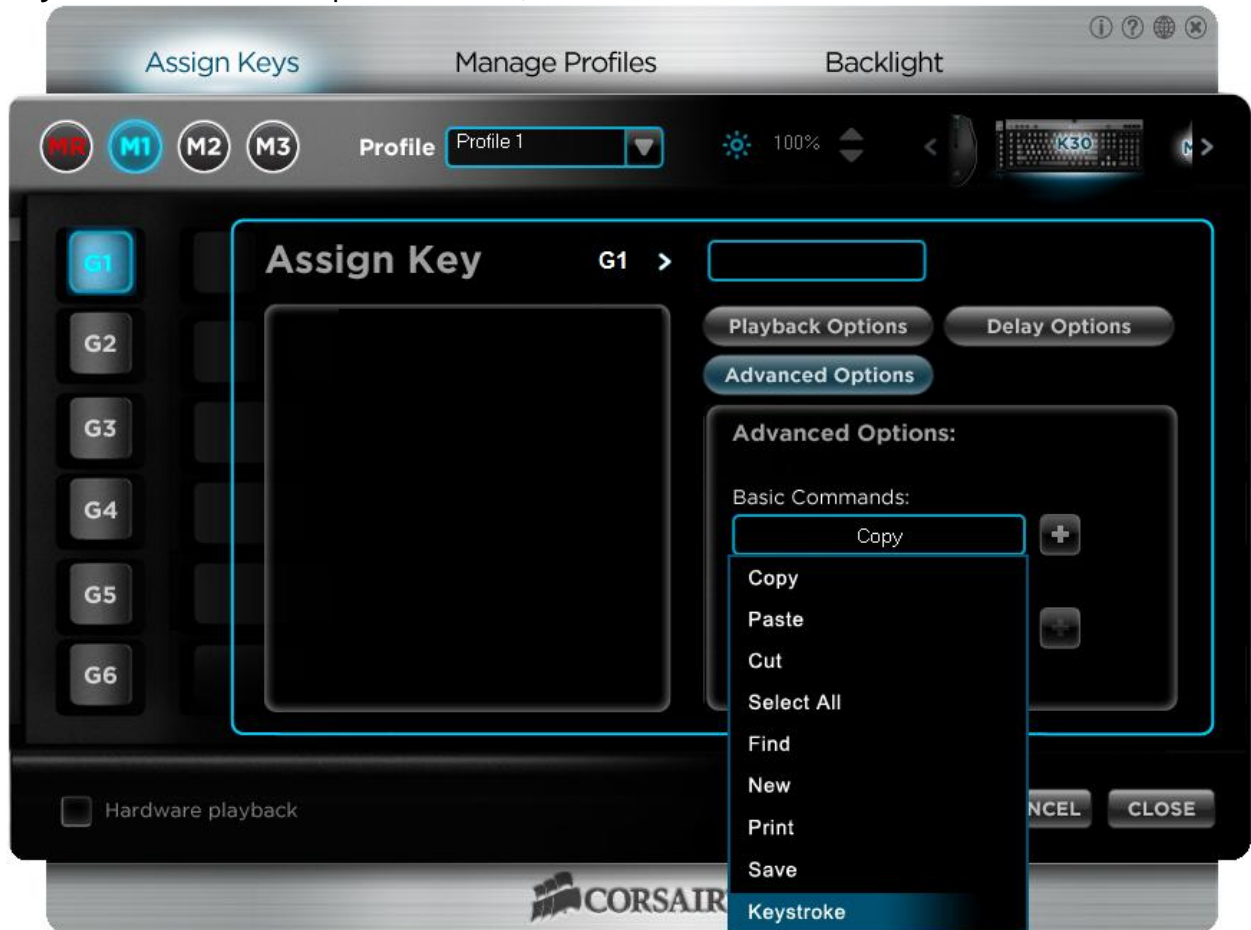 Assign Keys Manage Profiles Backlight
MR M1 M2 M3 Profile Profile 1 100% K30
G1 Assign Key G1 >
G2 Playback Options Delay Options
Advanced Options
G3 Advanced Options:
Basic Commands:
G4 Copy
Copy
G5 Paste
Cut
G6 Select All
Find
New
Hardware playback CLOSE
Print
Save
CORSAIR
Keystroke